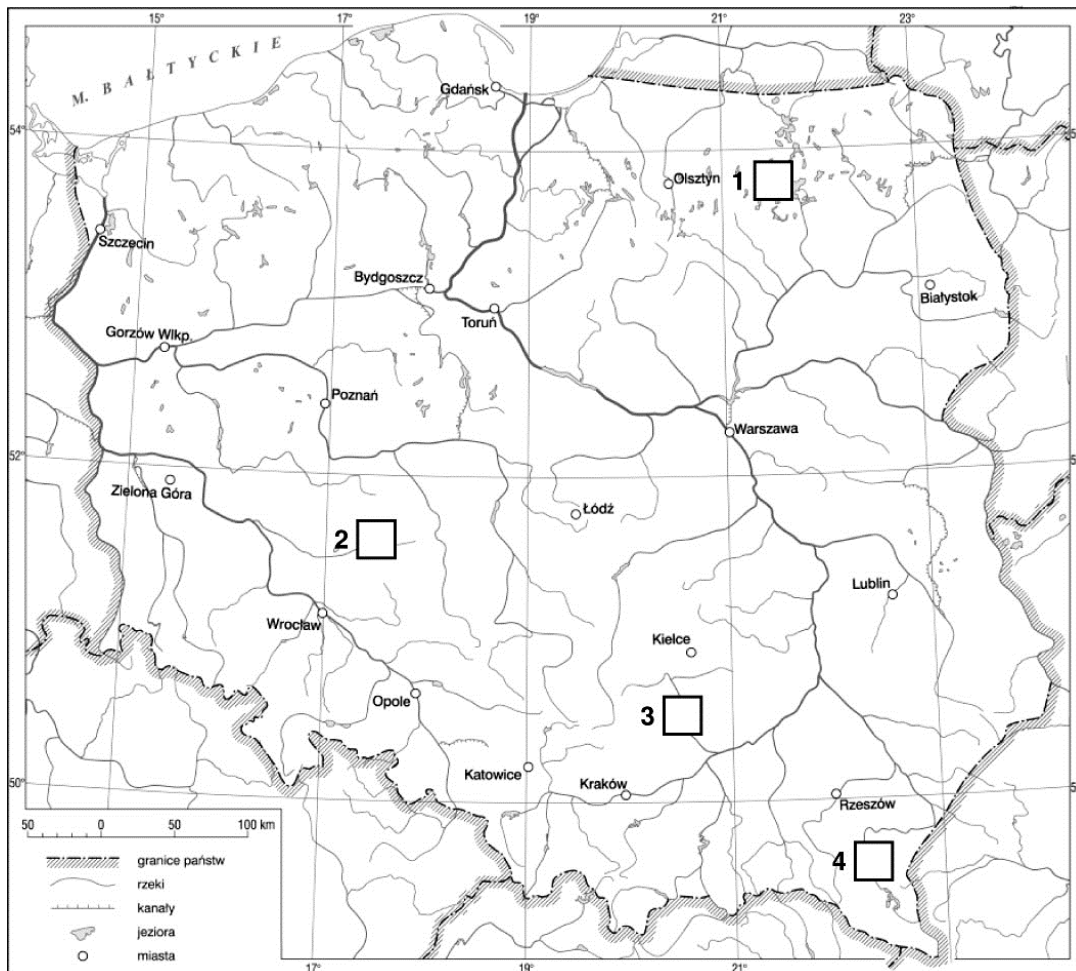 15°
17°
19°
21°
23°
M. BAŁTYCKIE
Gdańsk
54°
1
Olsztyn
Szczecin
Bydgoszcz
Białystok
Toruń
Gorzów Wlkp.
Poznań
Warszawa
52°
Zielona Góra
Łódź
2
Lublin
Wrocław
Kielce
Opole
3
Katowice
Kraków
50°
Rzeszów
50 0 50 100 km
4
granice państw
rzeki
kanały
jeziora
miasta
17°
19°
21°